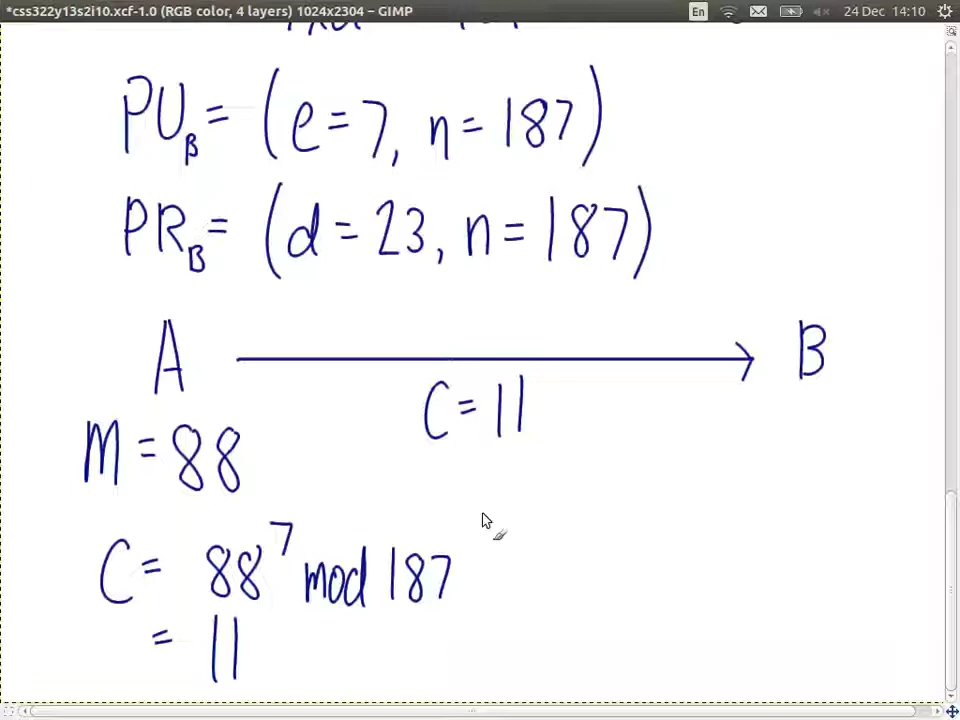 *css322y13s2i10.xcf-1.0 (RGB color, 4 layers) 1024x2304 – GIMP En 24 Dec 14:10
PU_B = (e = 7, n = 187)
PR_B = (d = 23, n = 187)
A B
C = 11
M = 88
C = 88^7 mod 187
= 11